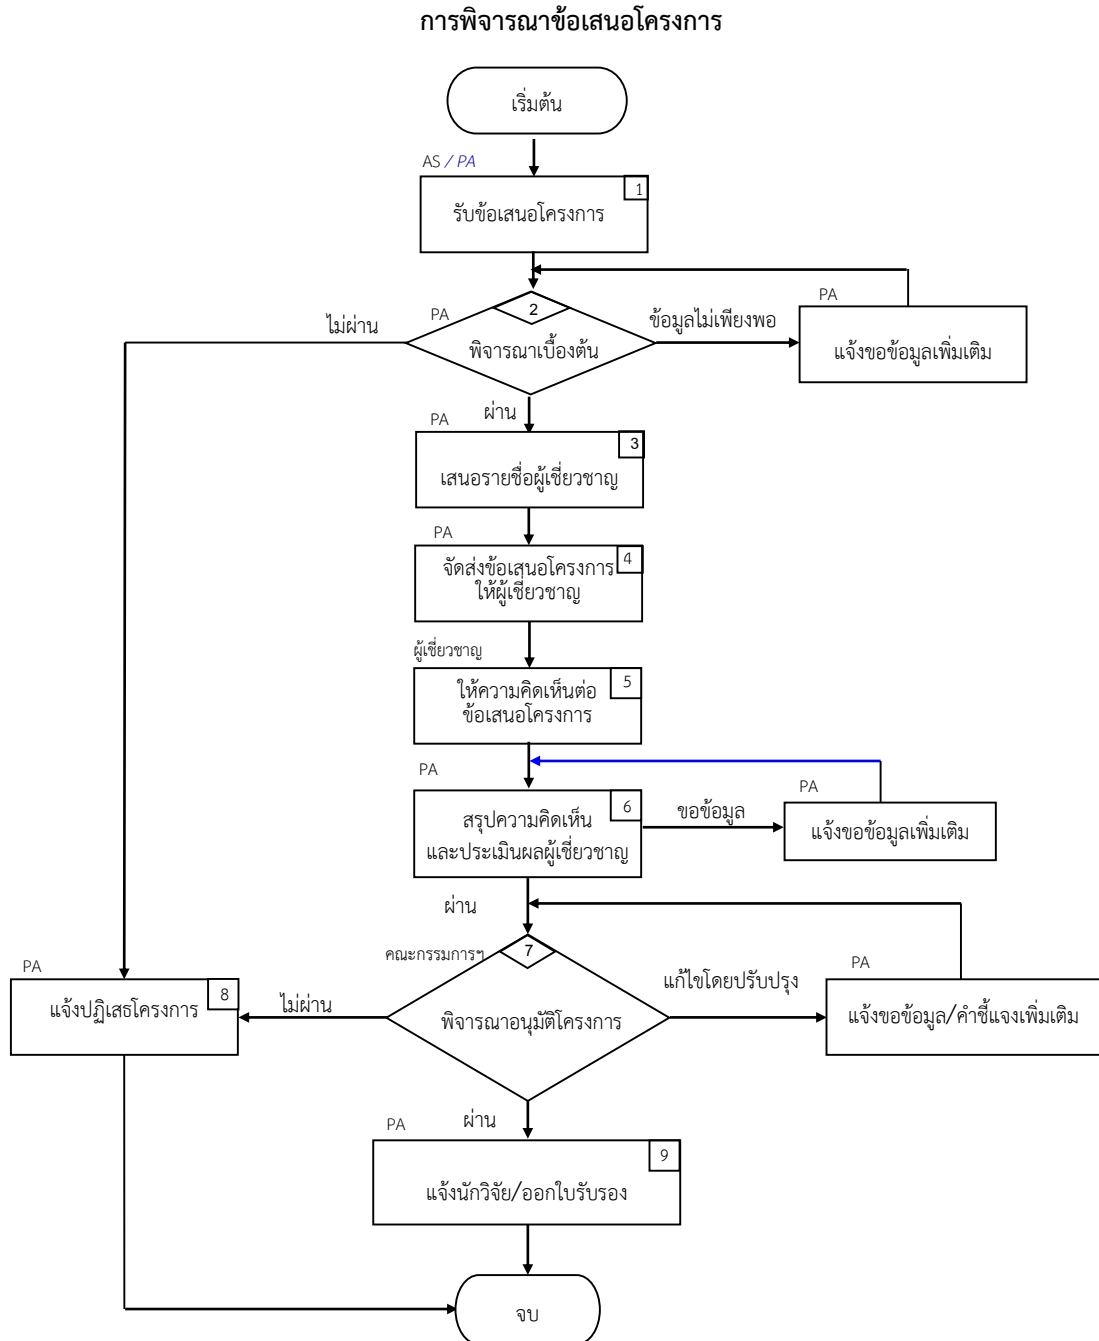 การพิจารณาข้อเสนอโครงการ
เริ่มต้น
AS / PA
1
รับข้อเสนอโครงการ
PA
2
พิจารณาเบื้องต้น
ไม่ผ่าน
ข้อมูลไม่เพียงพอ
PA
แจ้งขอข้อมูลเพิ่มเติม
ผ่าน
PA
3
เสนอรายชื่อผู้เชี่ยวชาญ
PA
4
จัดส่งข้อเสนอโครงการ
ให้ผู้เชี่ยวชาญ
ผู้เชี่ยวชาญ
5
ให้ความคิดเห็นต่อ
ข้อเสนอโครงการ
PA
6
สรุปความคิดเห็น
และประเมินผลผู้เชี่ยวชาญ
ขอข้อมูล
PA
แจ้งขอข้อมูลเพิ่มเติม
ผ่าน
คณะกรรมการฯ
7
พิจารณาอนุมัติโครงการ
แก้ไขโดยปรับปรุง
PA
แจ้งขอข้อมูล/คำชี้แจงเพิ่มเติม
ไม่ผ่าน
PA
8
แจ้งปฏิเสธโครงการ
ผ่าน
PA
9
แจ้งนักวิจัย/ออกใบรับรอง
จบ